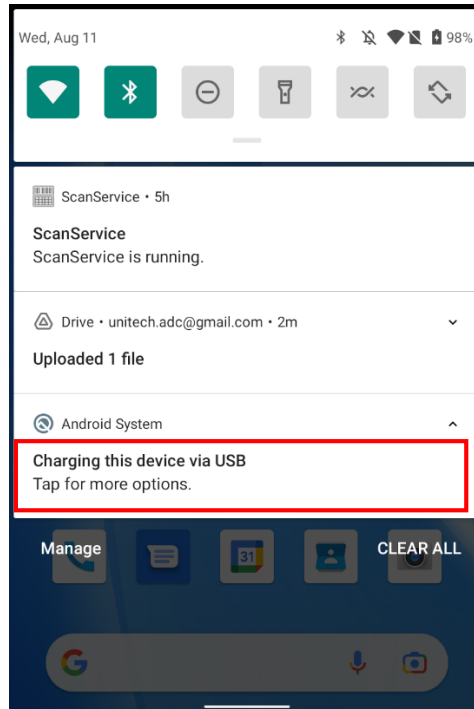 Wed, Aug 11
98%
ScanService • 5h
ScanService
ScanService is running.
Drive • unitech.adc@gmail.com • 2m
Uploaded 1 file
Android System
Charging this device via USB
Tap for more options.
Manage
CLEAR ALL
31
G